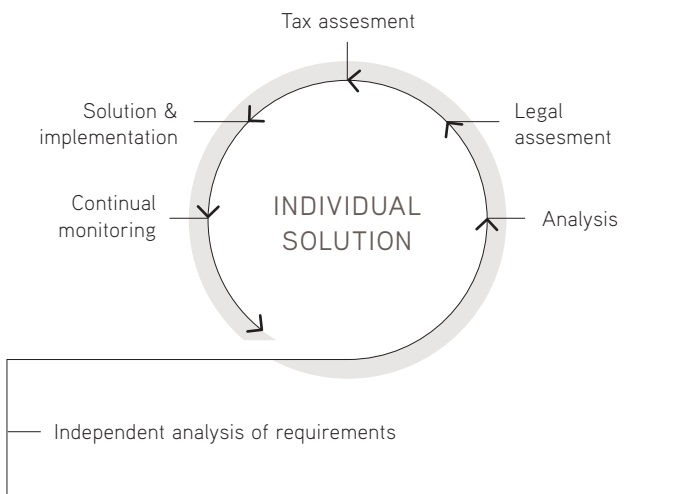 Tax assesment
Solution &
implementation
Legal
assesment
Continual
monitoring
INDIVIDUAL
SOLUTION
Analysis
Independent analysis of requirements